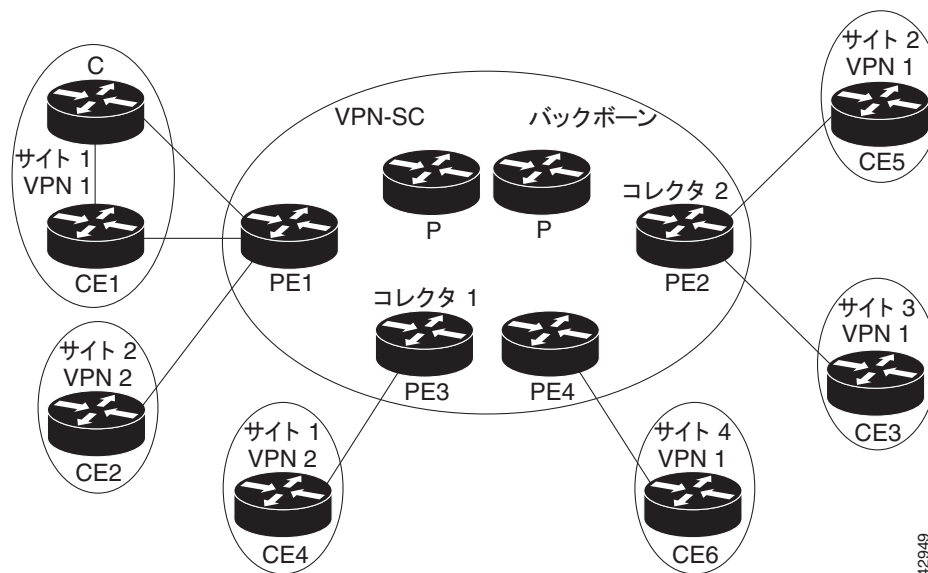 C
サイト 1
VPN 1
CE1
サイト 2
VPN 2
CE2
VPN-SC
バックボーン
P
P
PE1
コレクタ 2
PE2
コレクタ 1
PE3
PE4
サイト 1
VPN 2
CE4
サイト 4
VPN 1
CE6
サイト 2
VPN 1
CE5
サイト 3
VPN 1
CE3
42949